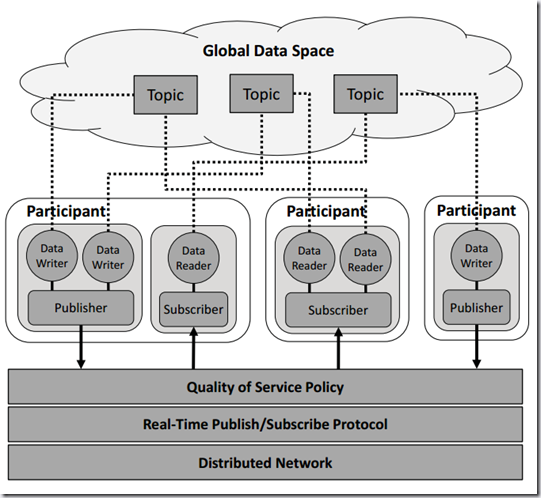 Global Data Space
Topic
Topic
Topic
Participant
Participant
Participant
Data
Writer
Data
Writer
Data
Reader
Data
Reader
Data
Reader
Data
Writer
Publisher
Subscriber
Subscriber
Publisher
Quality of Service Policy
Real-Time Publish/Subscribe Protocol
Distributed Network